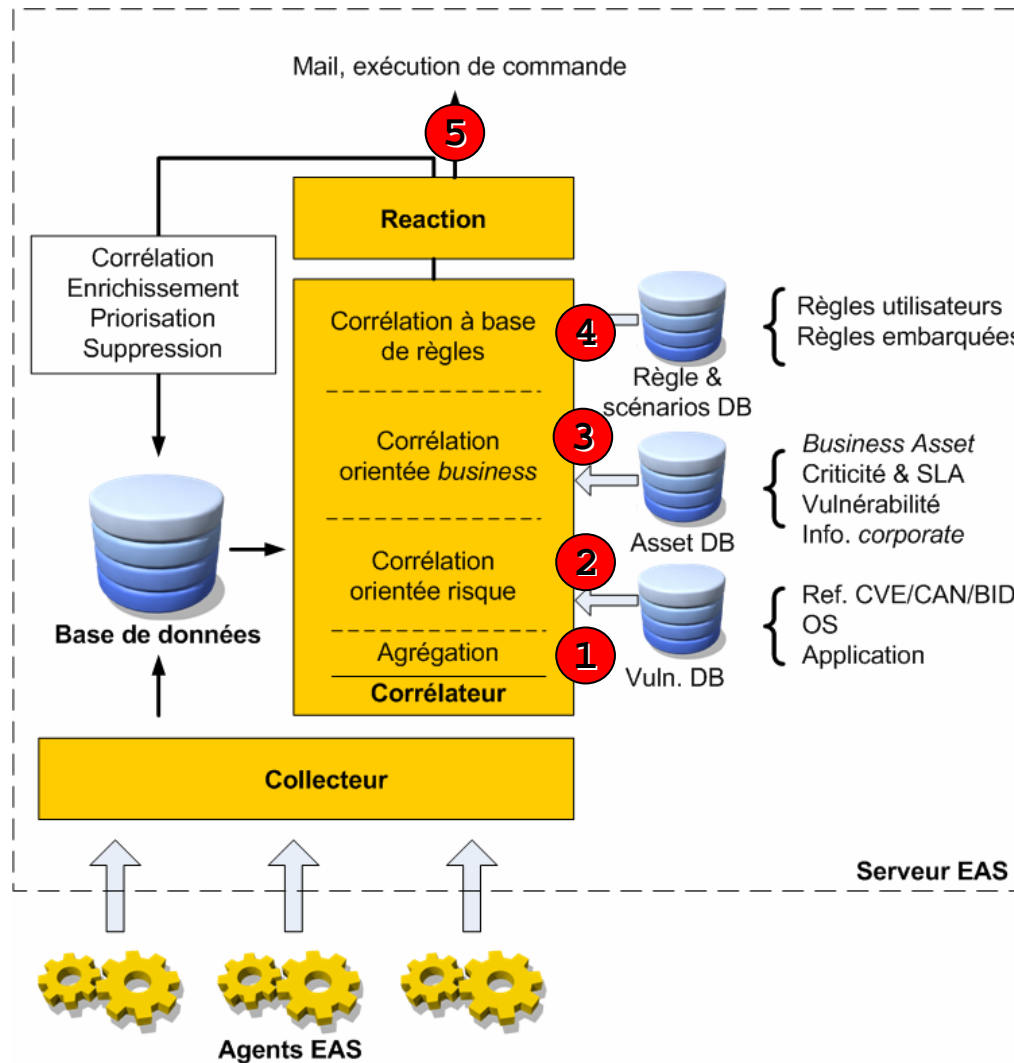 Mail, exécution de commande
5
Reaction
Corrélation
Enrichissement
Priorisation
Suppression
Corrélation à base
de règles
4
Règle &
scénarios DB
Règles utilisateurs
Règles embarquées
Corrélation
orientée business
3
Asset DB
Business Asset
Criticité & SLA
Vulnérabilité
Info. corporate
Corrélation
orientée risque
2
Vuln. DB
Ref. CVE/CAN/BID
OS
Application
Agrégation
1
Corrélateur
Base de données
Collecteur
Serveur EAS
Agents EAS